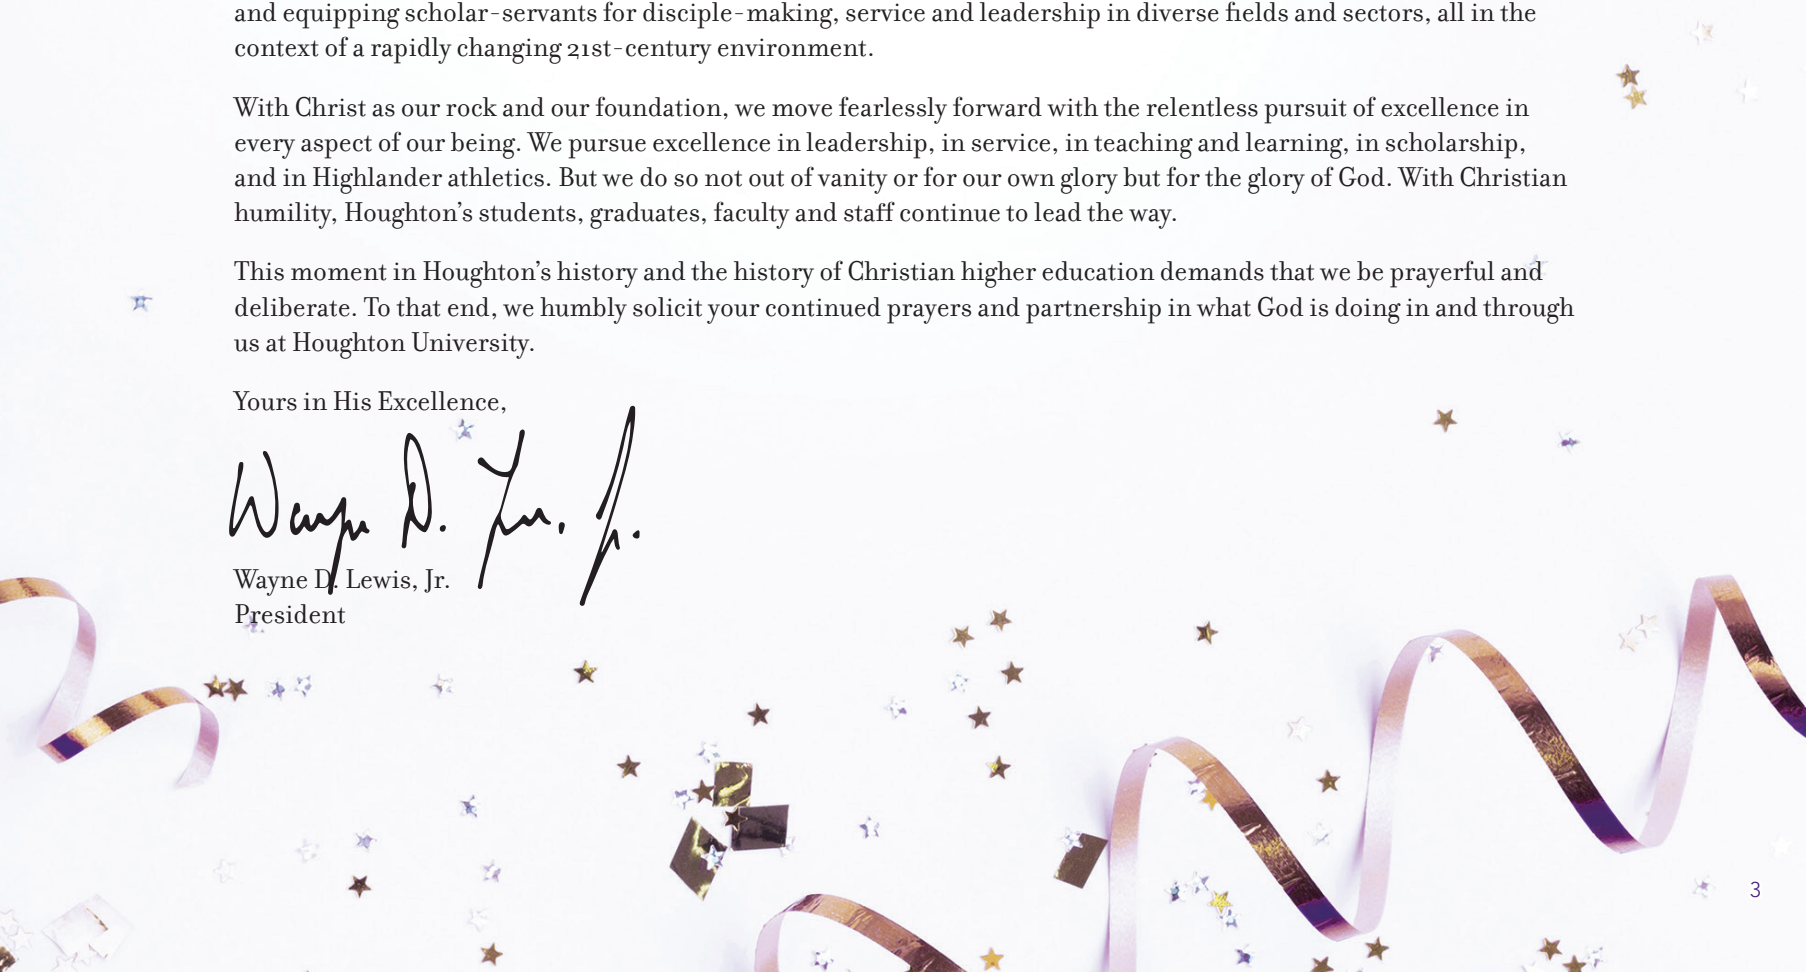 and equipping scholar-servants for disciple-making, service and leadership in diverse fields and sectors, all in the
context of a rapidly changing 21st-century environment.
With Christ as our rock and our foundation, we move fearlessly forward with the relentless pursuit of excellence in
every aspect of our being. We pursue excellence in leadership, in service, in teaching and learning, in scholarship,
and in Highlander athletics. But we do so not out of vanity or for our own glory but for the glory of God. With Christian
humility, Houghton’s students, graduates, faculty and staff continue to lead the way.
This moment in Houghton’s history and the history of Christian higher education demands that we be prayerful and
deliberate. To that end, we humbly solicit your continued prayers and partnership in what God is doing in and through
us at Houghton University.
Yours in His Excellence,
Wayne D. Lewis, Jr.
Wayne D. Lewis, Jr.
President
3